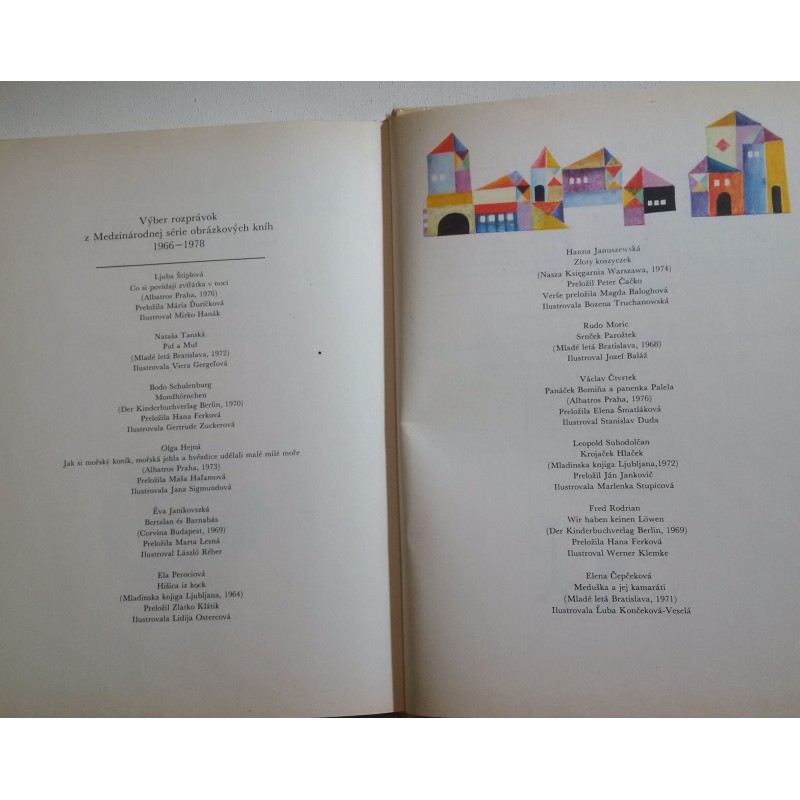 Výber rozprávok
z Medzinárodnej série obrázkových kníh
1966–1978
Ljuba Štíplová
Co si povídají zvířátka v noci
(Albatros Praha, 1976)
Preložila Mária Ďuríčková
Ilustroval Mirko Hanák
Nataša Tanská
Puf a Muf
(Mladé letá Bratislava, 1972)
Ilustrovala Viera Gergeľová
Bodo Schulenburg
Mondhörnchen
(Der Kinderbuchverlag Berlin, 1970)
Preložila Hana Ferková
Ilustrovala Gertrude Zuckerová
Olga Hejná
Jak si mořský koník, mořská jehla a hvězdice udělali malé milé moře
(Albatros Praha, 1973)
Preložila Maša Haľamová
Ilustrovala Jana Sigmundová
Éva Janikovszká
Bertalan és Barnabás
(Corvina Budapest, 1969)
Preložila Marta Lesná
Ilustroval László Réber
Ela Perociová
Hišica iz kock
(Mladinska knjiga Ljubljana, 1964)
Preložil Zlatko Klátik
Ilustrovala Lidija Ostercová
Hanna Januszewská
Zloty koszyczek
(Nasza Księgarnia Warszawa, 1974)
Preložil Peter Čačko
Verše preložila Magda Baloghová
Ilustrovala Bozena Truchanowská
Rudo Moric
Srnček Parožtek
(Mladé letá Bratislava, 1968)
Ilustroval Jozef Baláž
Václav Čtvrtek
Panáček Bomiňa a panenka Palela
(Albatros Praha, 1976)
Preložila Elena Šmatláková
Ilustroval Stanislav Duda
Leopold Suhodolčan
Krojaček Hlaček
(Mladinska knjiga Ljubljana,1972)
Preložil Ján Jankovič
Ilustrovala Marlenka Stupicová
Fred Rodrian
Wir haben keinen Löwen
(Der Kinderbuchverlag Berlin, 1969)
Preložila Hana Ferková
Ilustroval Werner Klemke
Elena Čepčeková
Meduška a jej kamaráti
(Mladé letá Bratislava, 1971)
Ilustrovala Ľuba Končeková-Veselá